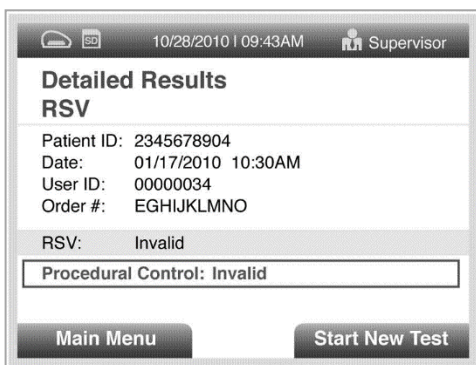 SD 10/28/2010 | 09:43AM Supervisor
Detailed Results
RSV
Patient ID: 2345678904
Date: 01/17/2010 10:30AM
User ID: 00000034
Order #: EGHIJKLMNO
RSV: Invalid
Procedural Control: Invalid
Main Menu Start New Test